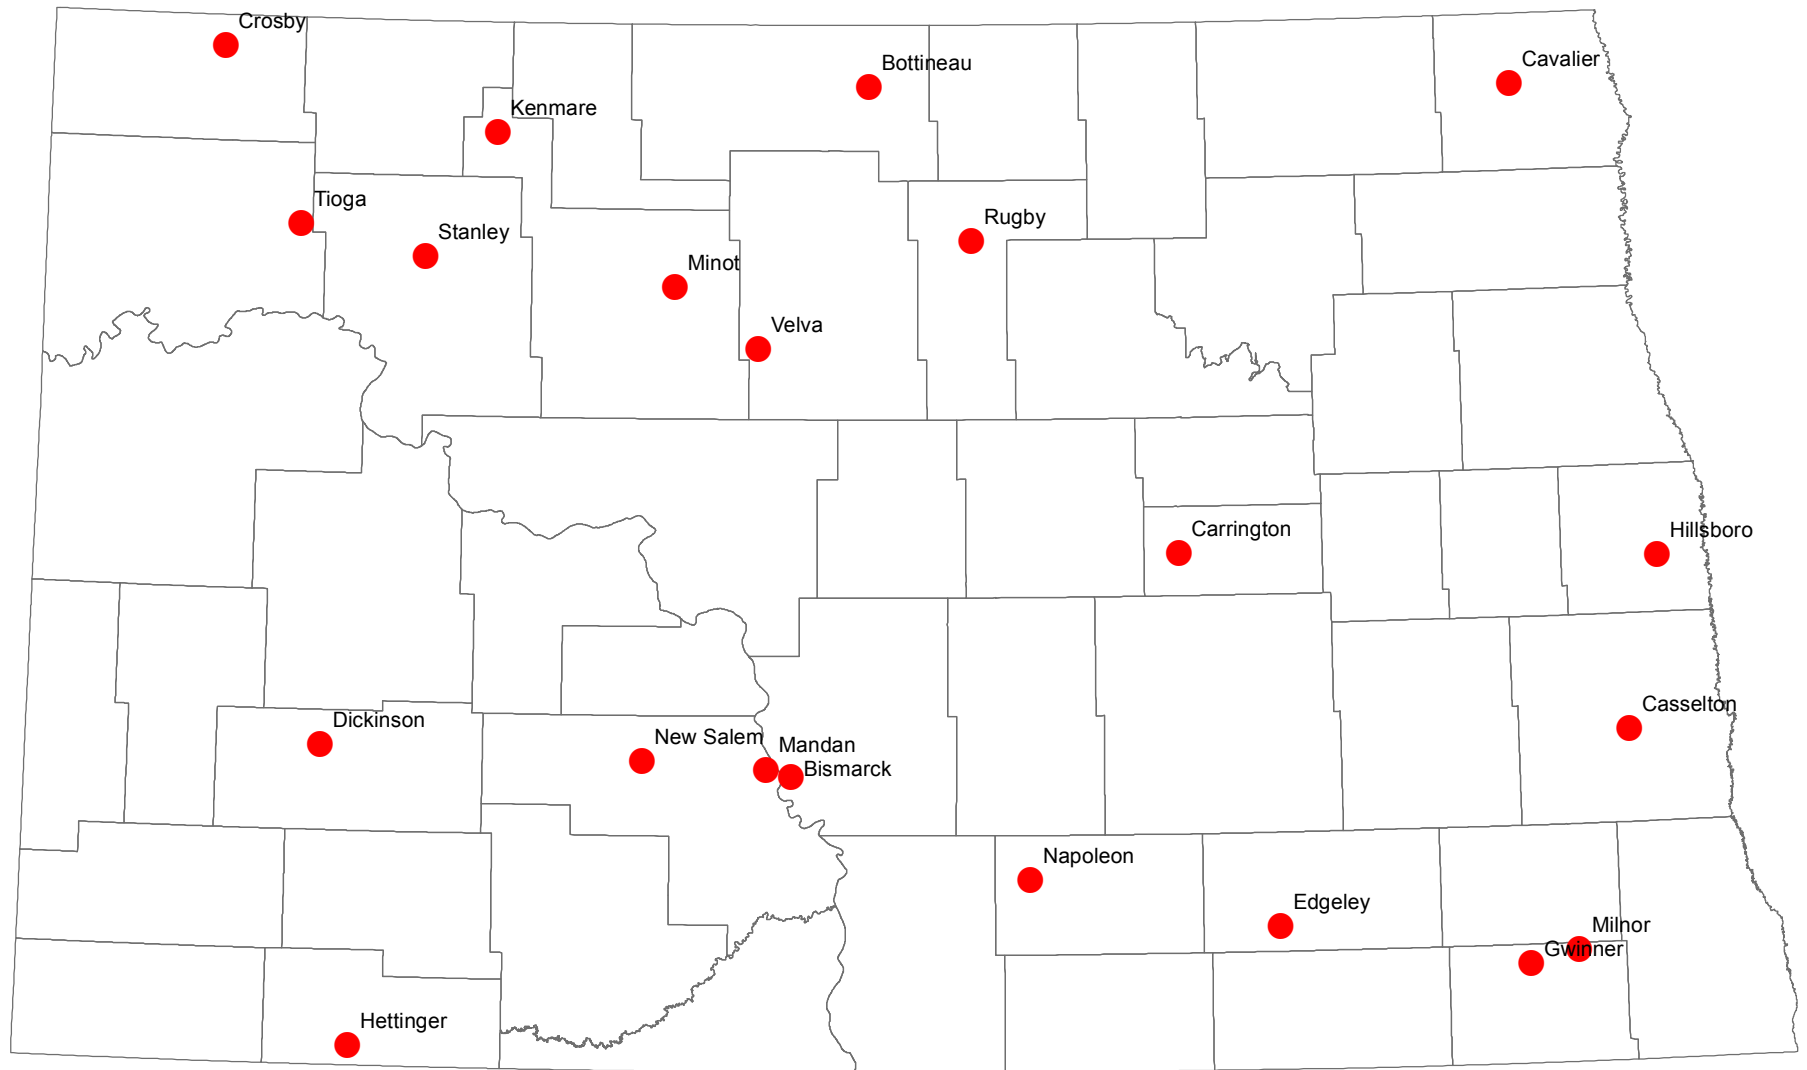 Crosby
Bottineau
Cavalier
Kenmare
Tioga
Stanley
Rugby
Minot
Velva
Carrington
Hillsboro
Casselton
Dickinson
New Salem
Mandan
Bismarck
Napoleon
Edgeley
Milnor
Gwinner
Hettinger